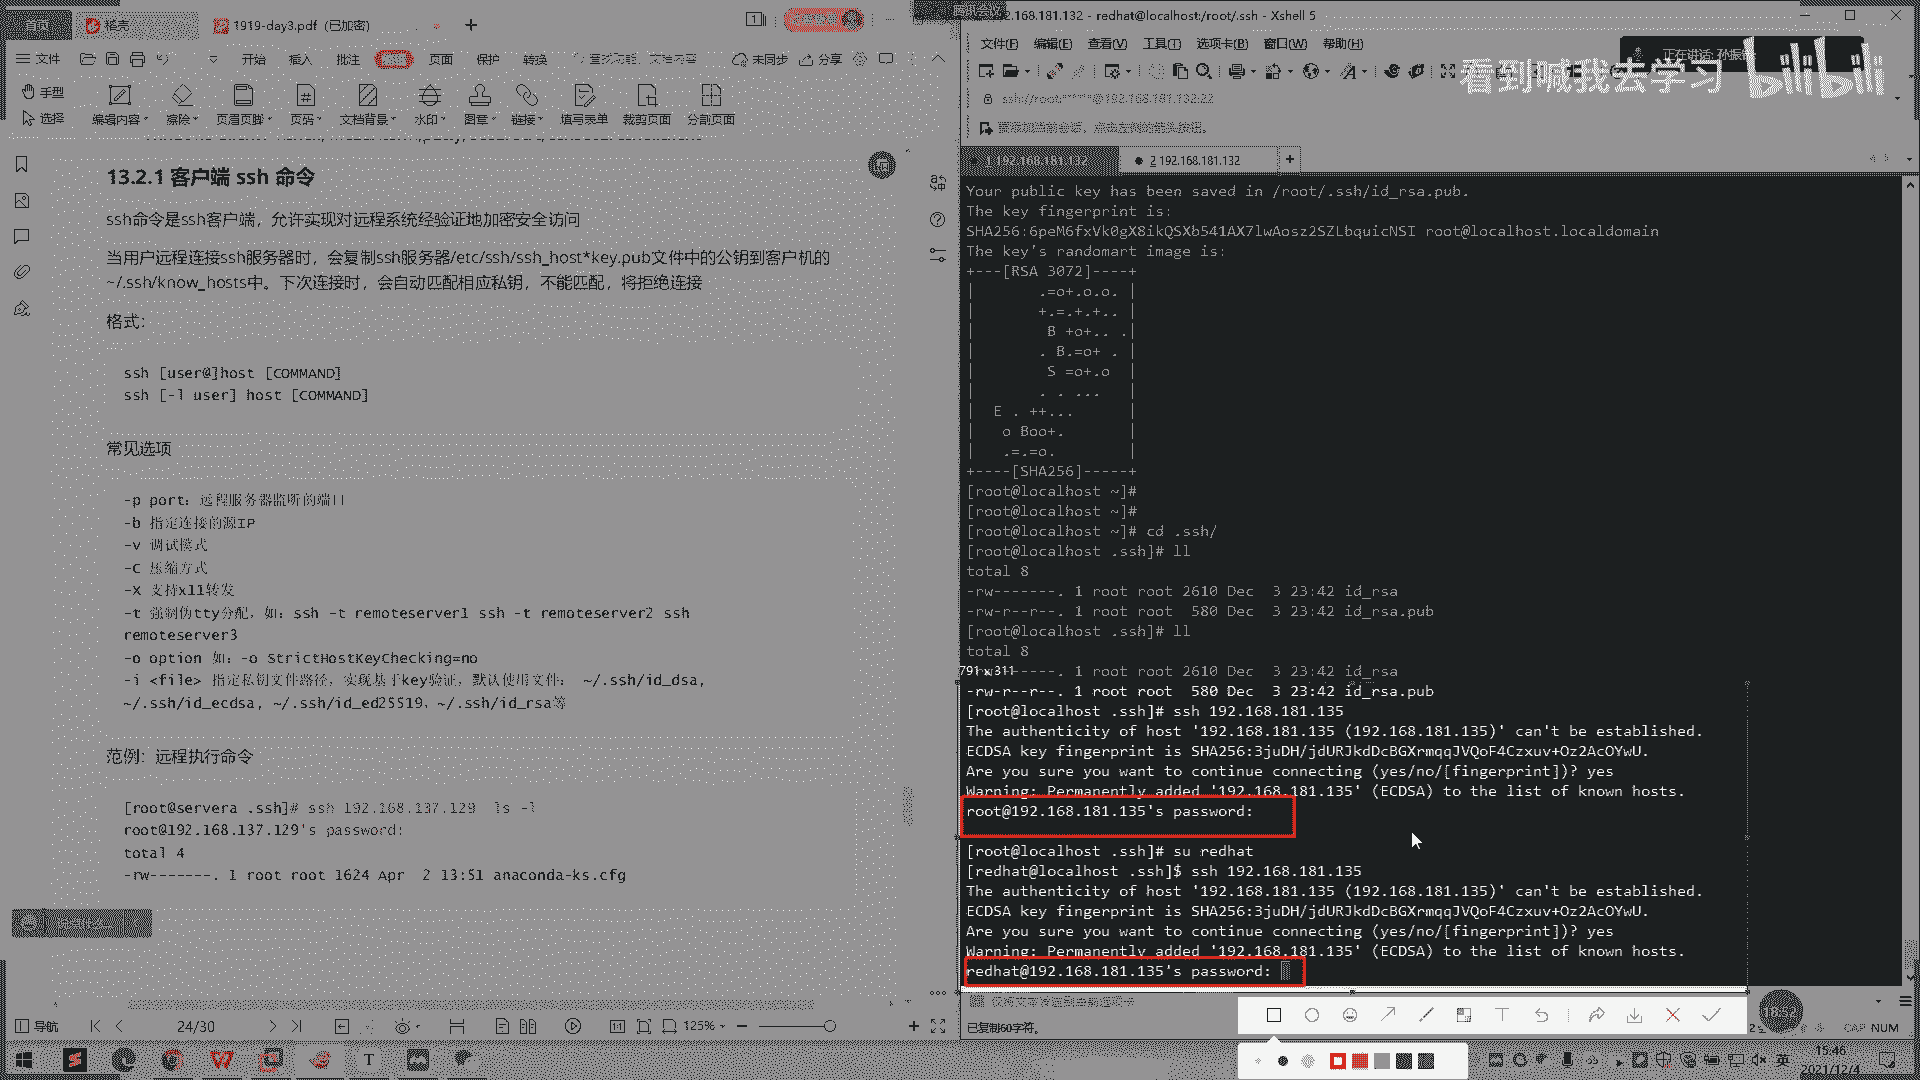 首页
稻壳
1919-day3.pdf (已加密)
文件
开始
插入
批注
页面
保护
转换
查找功能、文档内容
未同步
分享
手型
选择
编辑内容
擦除
页眉页脚
页码
文档背景
水印
图章
链接
填写表单
裁剪页面
分割页面
13.2.1 客户端 ssh 命令
ssh命令是ssh客户端，允许实现对远程系统经验证地加密安全访问
当用户远程连接ssh服务器时，会复制ssh服务器/etc/ssh/ssh_host*key.pub文件中的公钥到客户机的
~/.ssh/know_hosts中。下次连接时，会自动匹配相应私钥，不能匹配，将拒绝连接
格式：
ssh [user@]host [COMMAND]
ssh [-l user] host [COMMAND]
常见选项
-p port：远程服务器监听的端口
-b 指定连接的源IP
-v 调试模式
-C 压缩方式
-X 支持x11转发
-t 强制伪tty分配，如：ssh -t remoteserver1 ssh -t remoteserver2 ssh
remoteserver3
-o option 如：-o StrictHostKeyChecking=no
-i <file> 指定私钥文件路径，实现基于key验证，默认使用文件： ~/.ssh/id_dsa,
~/.ssh/id_ecdsa, ~/.ssh/id_ed25519、~/.ssh/id_rsa等
范例：远程执行命令
[root@servera .ssh]# ssh 192.168.137.129 ls -l
root@192.168.137.129's password:
total 4
-rw-------. 1 root root 1624 Apr  2 13:51 anaconda-ks.cfg
导航
24/30
125%
2.168.181.132 - redhat@localhost:/root/.ssh - Xshell 5
文件(F)
编辑(E)
查看(V)
工具(T)
选项卡(B)
窗口(W)
帮助(H)
正在讲话: 孙振
看到喊我去学习
bilibili
ssh://root:******@192.168.181.132:22
要添加当前会话，点击左侧的箭头按钮。
1 192.168.181.132
2 192.168.181.132
Your public key has been saved in /root/.ssh/id_rsa.pub.
The key fingerprint is:
SHA256:6peM6fxVk0gX8ikQSXb541AX7lwAosz2SZLbquicNSI root@localhost.localdomain
The key's randomart image is:
+---[RSA 3072]----+
|        .=o+.o.o. |
|        +.=.+.+.. |
|         B +o+.. .|
|        . B.=o+ . |
|         S =o+.o  |
|        . . ...   |
|   E . ++...      |
|    o Boo+.       |
|    .=.=o.        |
+----[SHA256]-----+
[root@localhost ~]#
[root@localhost ~]#
[root@localhost ~]# cd .ssh/
[root@localhost .ssh]# ll
total 8
-rw-------. 1 root root 2610 Dec  3 23:42 id_rsa
-rw-r--r--. 1 root root  580 Dec  3 23:42 id_rsa.pub
[root@localhost .ssh]# ll
total 8
791 x 311
-rw-------. 1 root root 2610 Dec  3 23:42 id_rsa
-rw-r--r--. 1 root root  580 Dec  3 23:42 id_rsa.pub
[root@localhost .ssh]# ssh 192.168.181.135
The authenticity of host '192.168.181.135 (192.168.181.135)' can't be established.
ECDSA key fingerprint is SHA256:3juDH/jdURJkdDcBGXrmqqJVQoF4Czxuv+Oz2AcOYwU.
Are you sure you want to continue connecting (yes/no/[fingerprint])? yes
Warning: Permanently added '192.168.181.135' (ECDSA) to the list of known hosts.
root@192.168.181.135's password:
[root@localhost .ssh]# su redhat
[redhat@localhost .ssh]$ ssh 192.168.181.135
The authenticity of host '192.168.181.135 (192.168.181.135)' can't be established.
ECDSA key fingerprint is SHA256:3juDH/jdURJkdDcBGXrmqqJVQoF4Czxuv+Oz2AcOYwU.
Are you sure you want to continue connecting (yes/no/[fingerprint])? yes
Warning: Permanently added '192.168.181.135' (ECDSA) to the list of known hosts.
redhat@192.168.181.135's password:
仅将文本发送到当前选项卡
已复制60字符。
18:52
CAP NUM
英
15:46
2021/12/4